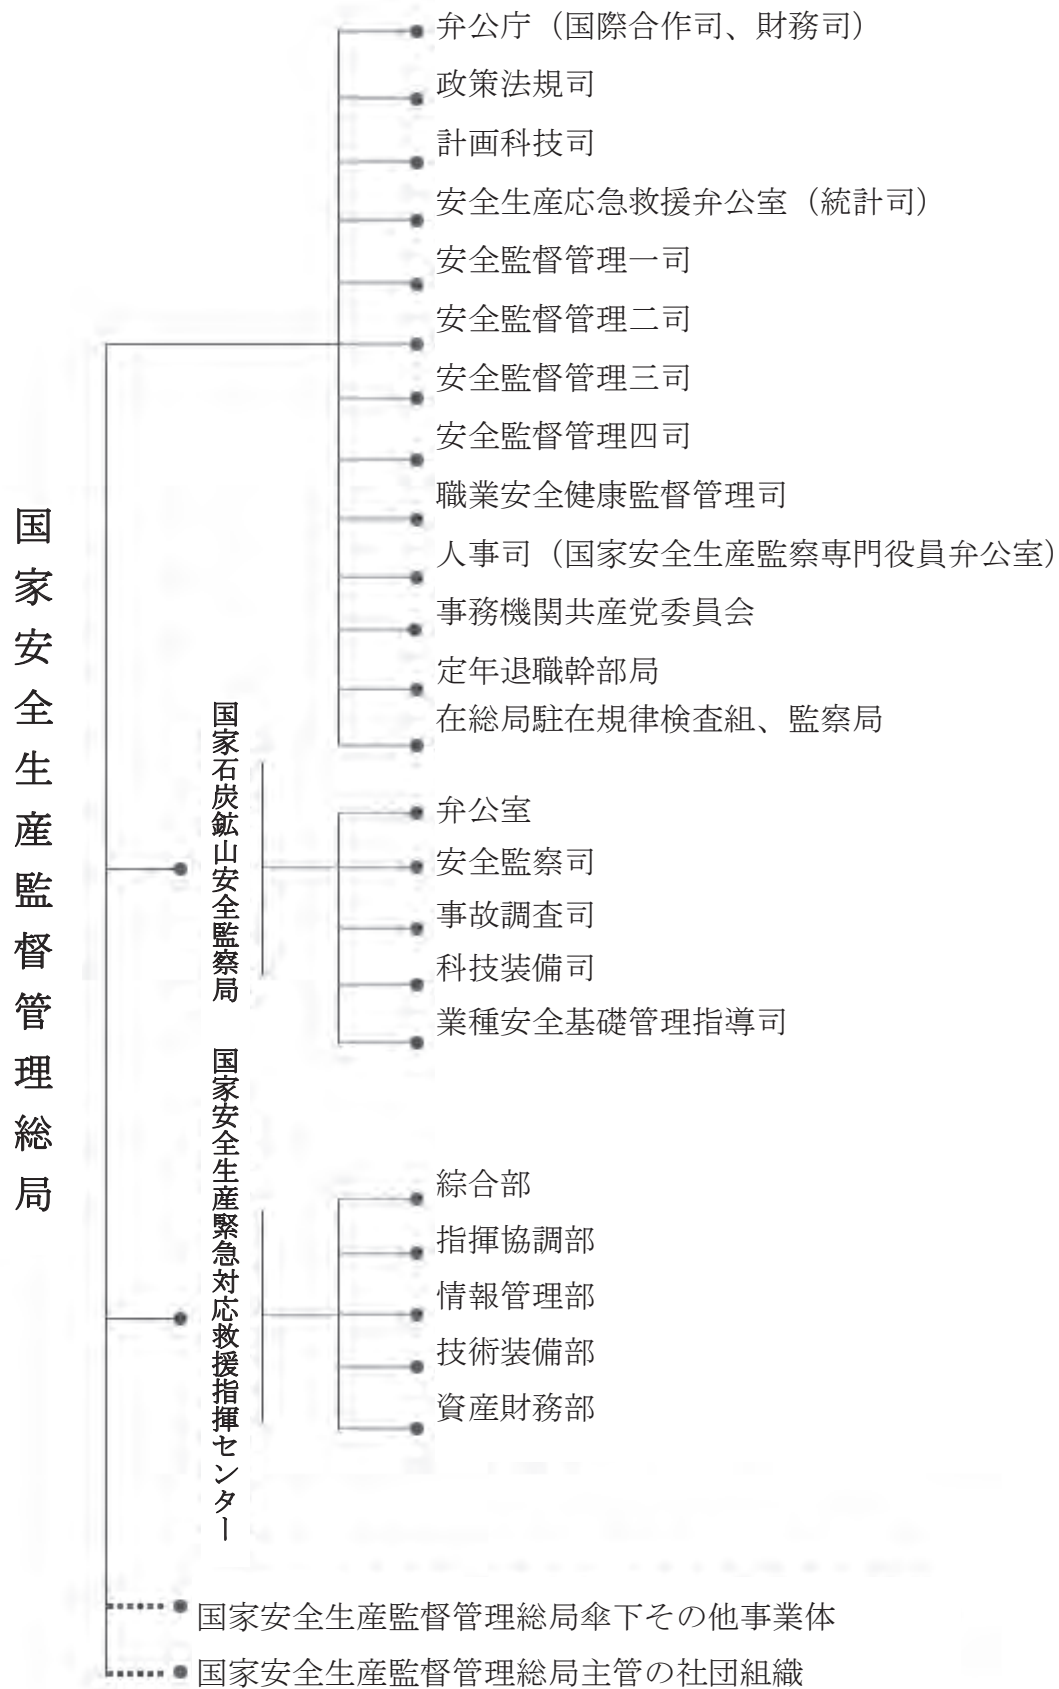 国家安全生産監督管理総局
弁公庁（国際合作司、財務司）
政策法規司
計画科技司
安全生産応急救援弁公室（統計司）
安全監督管理一司
安全監督管理二司
安全監督管理三司
安全監督管理四司
職業安全健康監督管理司
人事司（国家安全生産監察専門役員弁公室）
事務機関共産党委員会
定年退職幹部局
在総局駐在規律検査組、監察局
国家石炭鉱山安全監察局
弁公室
安全監察司
事故調査司
科技装備司
業種安全基礎管理指導司
国家安全生産緊急対応救援指揮センター
綜合部
指揮協調部
情報管理部
技術装備部
資産財務部
国家安全生産監督管理総局傘下その他事業体
国家安全生産監督管理総局主管の社団組織